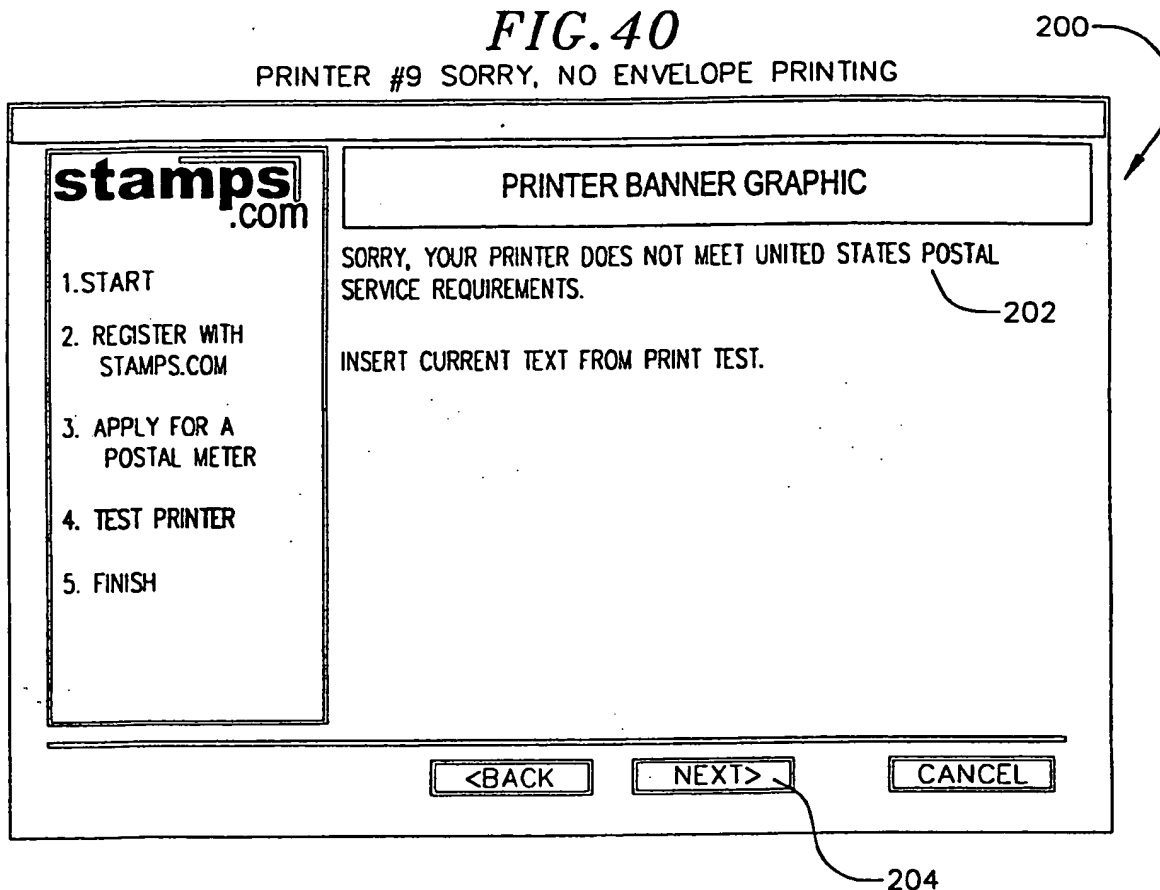 FIG.40
200
PRINTER #9 SORRY, NO ENVELOPE PRINTING
stamps
.com
1.START
2. REGISTER WITH
STAMPS.COM
3. APPLY FOR A
POSTAL METER
4. TEST PRINTER
5. FINISH
PRINTER BANNER GRAPHIC
SORRY, YOUR PRINTER DOES NOT MEET UNITED STATES POSTAL
SERVICE REQUIREMENTS.
202
INSERT CURRENT TEXT FROM PRINT TEST.
<BACK
NEXT>
CANCEL
204